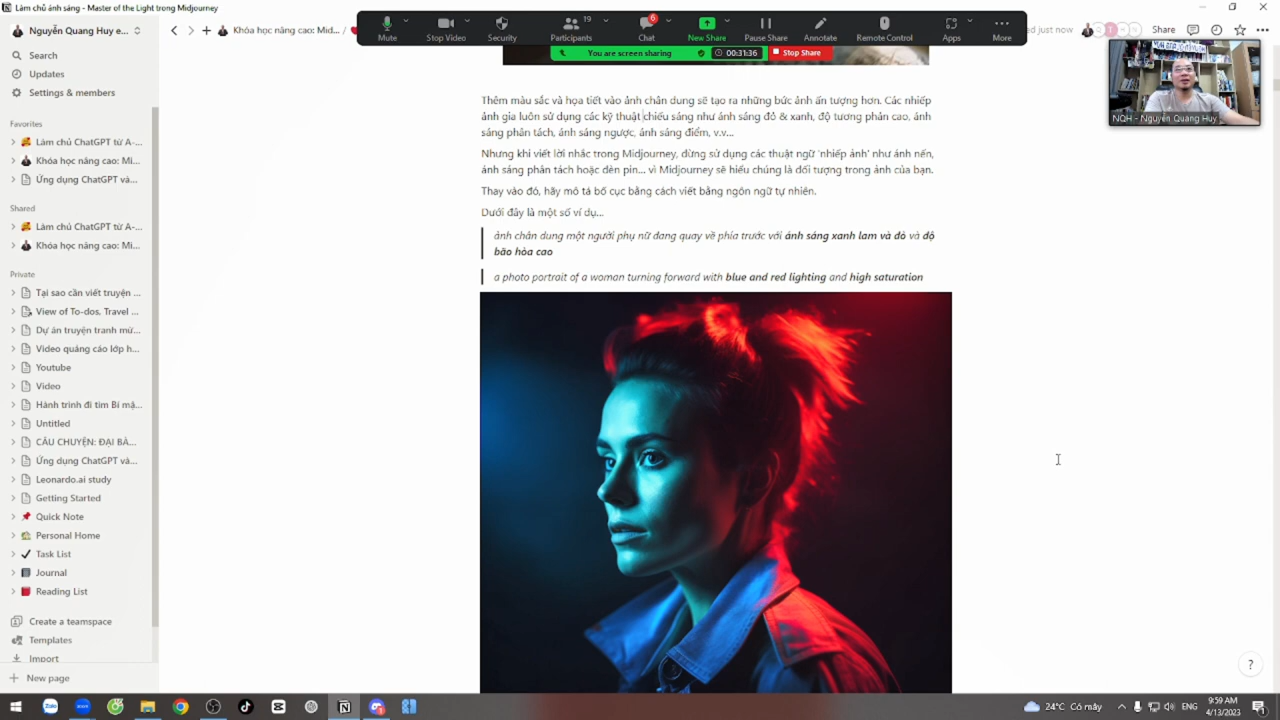 Làm chủ ánh sáng - Master of the Light trong Midjourney
Nguyễn Quang Huy e...
Khóa học nâng cao: Mid... /
ed just now
Share
Mute
Stop Video
Security
Participants
19
Chat
6
New Share
Pause Share
Annotate
Remote Control
Apps
More
You are screen sharing
00:31:36
Stop Share
NQH - Nguyễn Quang Huy
Search
Updates
Settings & members
Favorites
Làm chủ ChatGPT từ A-...
Khóa học nâng cao: Mi...
Ứng dụng ChatGPT và...
Shared
Làm chủ ChatGPT từ A-...
Khóa học nâng cao: Mi...
Private
Tại sao cần viết truyện ...
View of To-dos, Travel ...
Dự án truyện tranh mừ...
Video quảng cáo lớp h...
Youtube
Video
Hành trình đi tìm Bí mậ...
Untitled
CÂU CHUYỆN: ĐẠI BÀ...
Ứng dụng ChatGPT và...
Leonardo.ai study
Getting Started
Quick Note
Personal Home
Task List
Journal
Reading List
Create a teamspace
Templates
Import
New page
Thêm màu sắc và họa tiết vào ảnh chân dung sẽ tạo ra những bức ảnh ấn tượng hơn. Các nhiếp
ảnh gia luôn sử dụng các kỹ thuật chiếu sáng như ánh sáng đỏ & xanh, độ tương phản cao, ánh
sáng phân tách, ánh sáng ngược, ánh sáng điểm, v.v...
Nhưng khi viết lời nhắc trong Midjourney, đừng sử dụng các thuật ngữ 'nhiếp ảnh' như ánh nến,
ánh sáng phân tách hoặc đèn pin... vì Midjourney sẽ hiểu chúng là đối tượng trong ảnh của bạn.
Thay vào đó, hãy mô tả bố cục bằng cách viết bằng ngôn ngữ tự nhiên.
Dưới đây là một số ví dụ...
ảnh chân dung một người phụ nữ đang quay về phía trước với ánh sáng xanh lam và đỏ và độ
bão hòa cao
a photo portrait of a woman turning forward with blue and red lighting and high saturation
?
Zalo
24°C Có mây
ENG
9:59 AM
4/13/2023